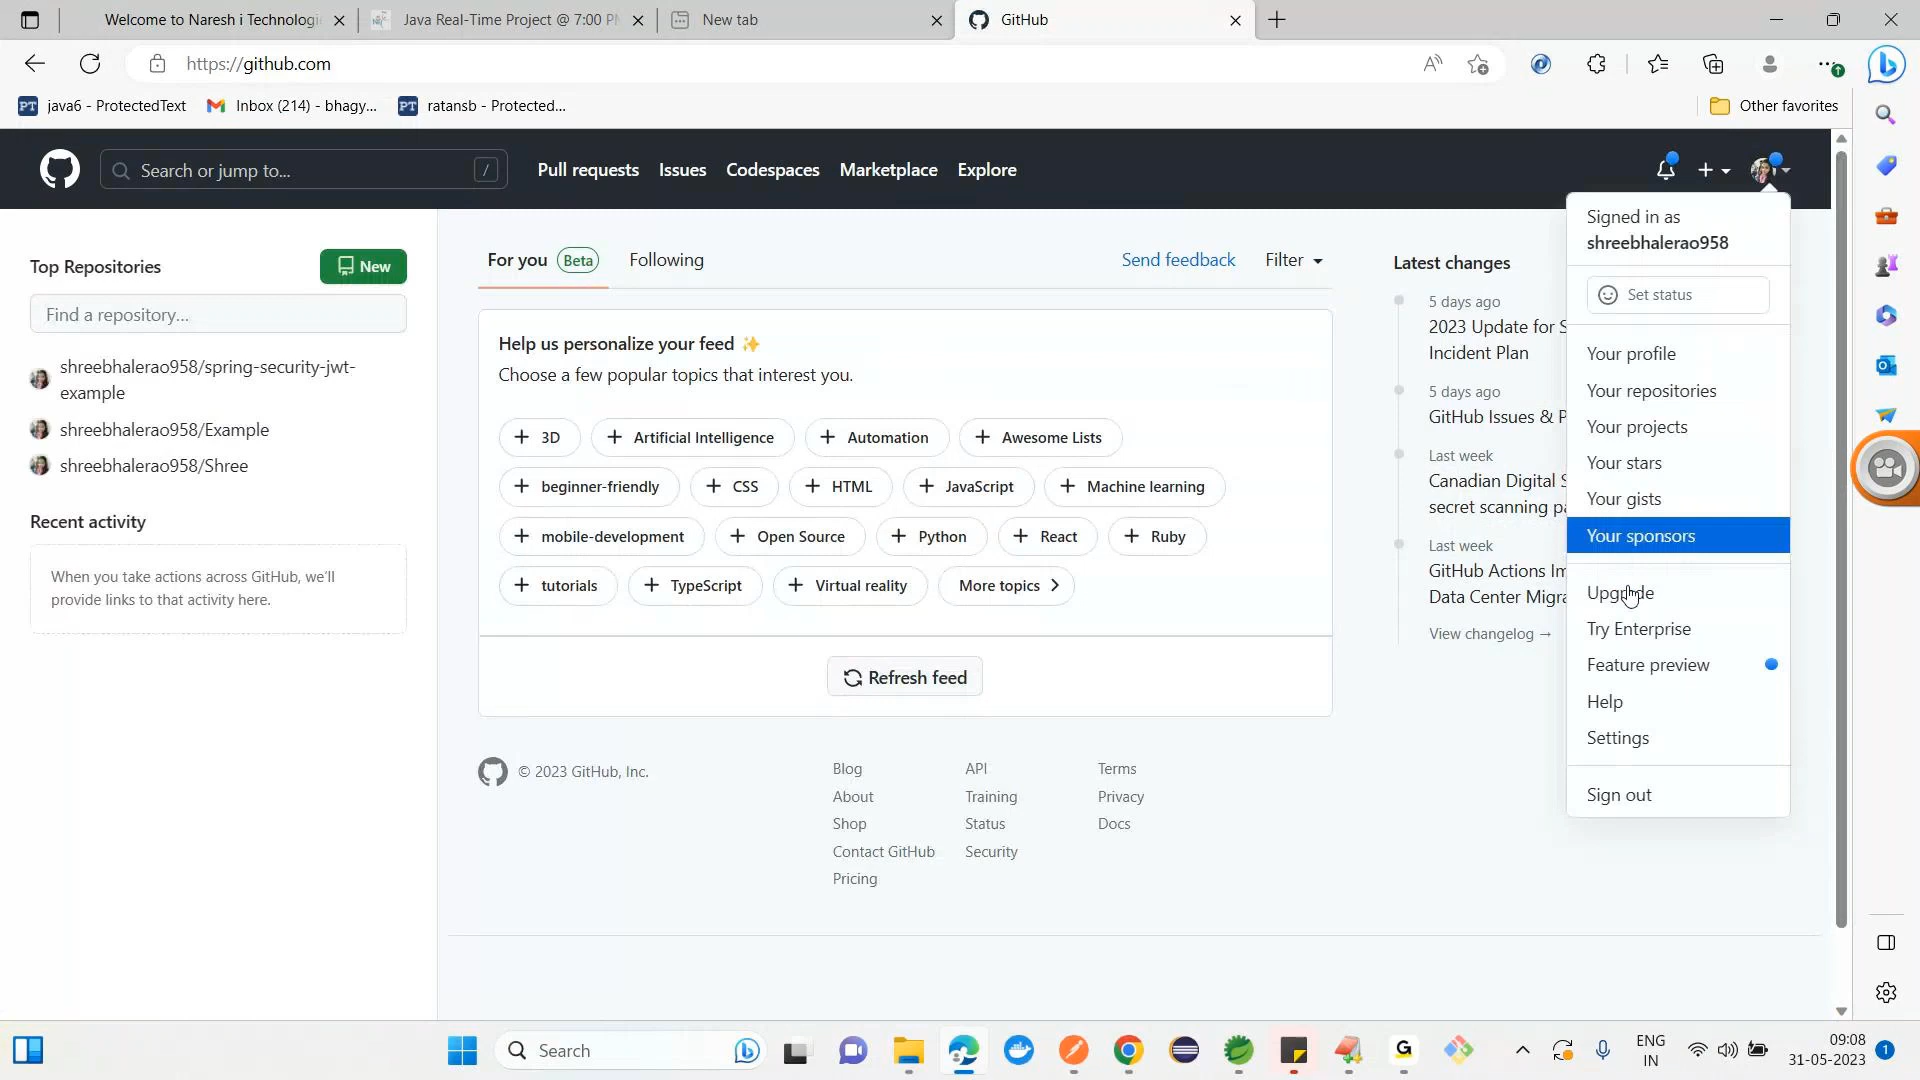 Welcome to Naresh i Technologi
Java Real-Time Project @ 7:00 P
New tab
GitHub
https://github.com
java6 - ProtectedText
Inbox (214) - bhagy...
ratansb - Protected...
Other favorites
Search or jump to...
/
Pull requests
Issues
Codespaces
Marketplace
Explore
Signed in as
shreebhalerao958
Set status
Your profile
Your repositories
Your projects
Your stars
Your gists
Your sponsors
Upgrade
Try Enterprise
Feature preview
Help
Settings
Sign out
Top Repositories
New
Find a repository...
shreebhalerao958/spring-security-jwt-
example
shreebhalerao958/Example
shreebhalerao958/Shree
Recent activity
When you take actions across GitHub, we'll
provide links to that activity here.
For you
Beta
Following
Send feedback
Filter
Help us personalize your feed ✨
Choose a few popular topics that interest you.
+ 3D
+ Artificial Intelligence
+ Automation
+ Awesome Lists
+ beginner-friendly
+ CSS
+ HTML
+ JavaScript
+ Machine learning
+ mobile-development
+ Open Source
+ Python
+ React
+ Ruby
+ tutorials
+ TypeScript
+ Virtual reality
More topics >
Refresh feed
Latest changes
5 days ago
2023 Update for S
Incident Plan
5 days ago
GitHub Issues & P
Last week
Canadian Digital S
secret scanning pa
Last week
GitHub Actions Im
Data Center Migra
View changelog →
© 2023 GitHub, Inc.
Blog
About
Shop
Contact GitHub
Pricing
API
Training
Status
Security
Terms
Privacy
Docs
Search
ENG
IN
09:08
31-05-2023
1